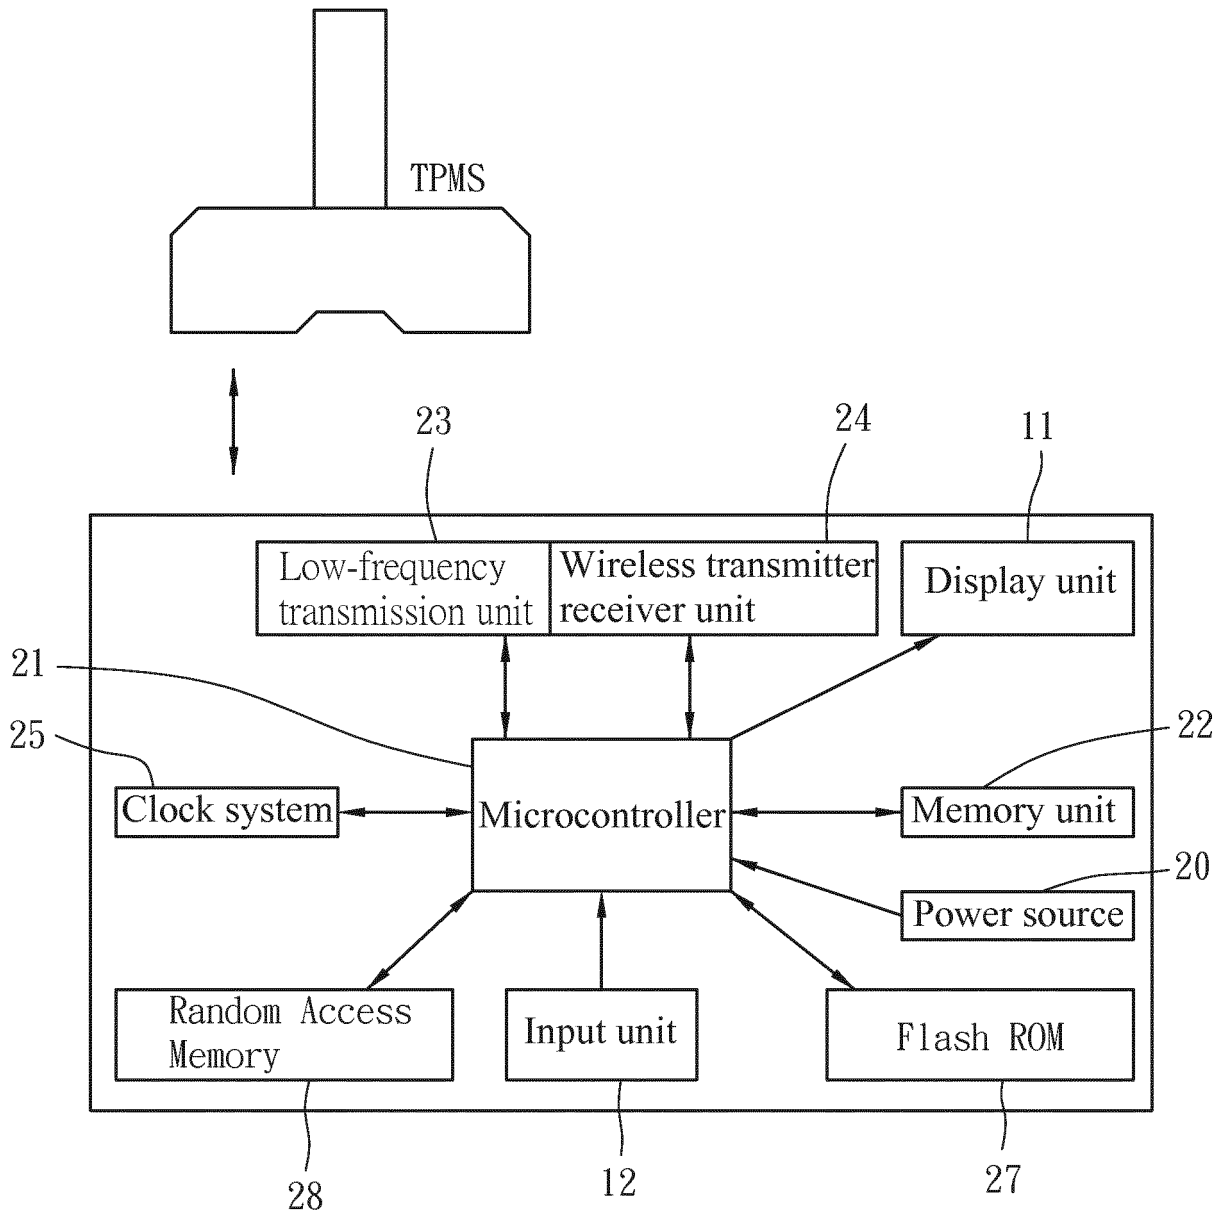 TPMS
23
24
11
Low-frequency
transmission unit
Wireless transmitter
receiver unit
Display unit
21
25
22
Clock system
Microcontroller
Memory unit
20
Power source
Random Access
Memory
Input unit
Flash ROM
28
12
27